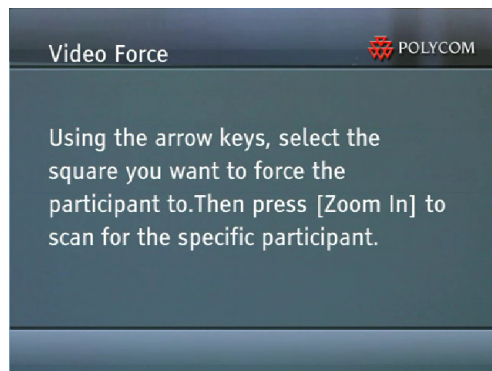 Video Force
POLYCOM
Using the arrow keys, select the
square you want to force the
participant to.Then press [Zoom In] to
scan for the specific participant.